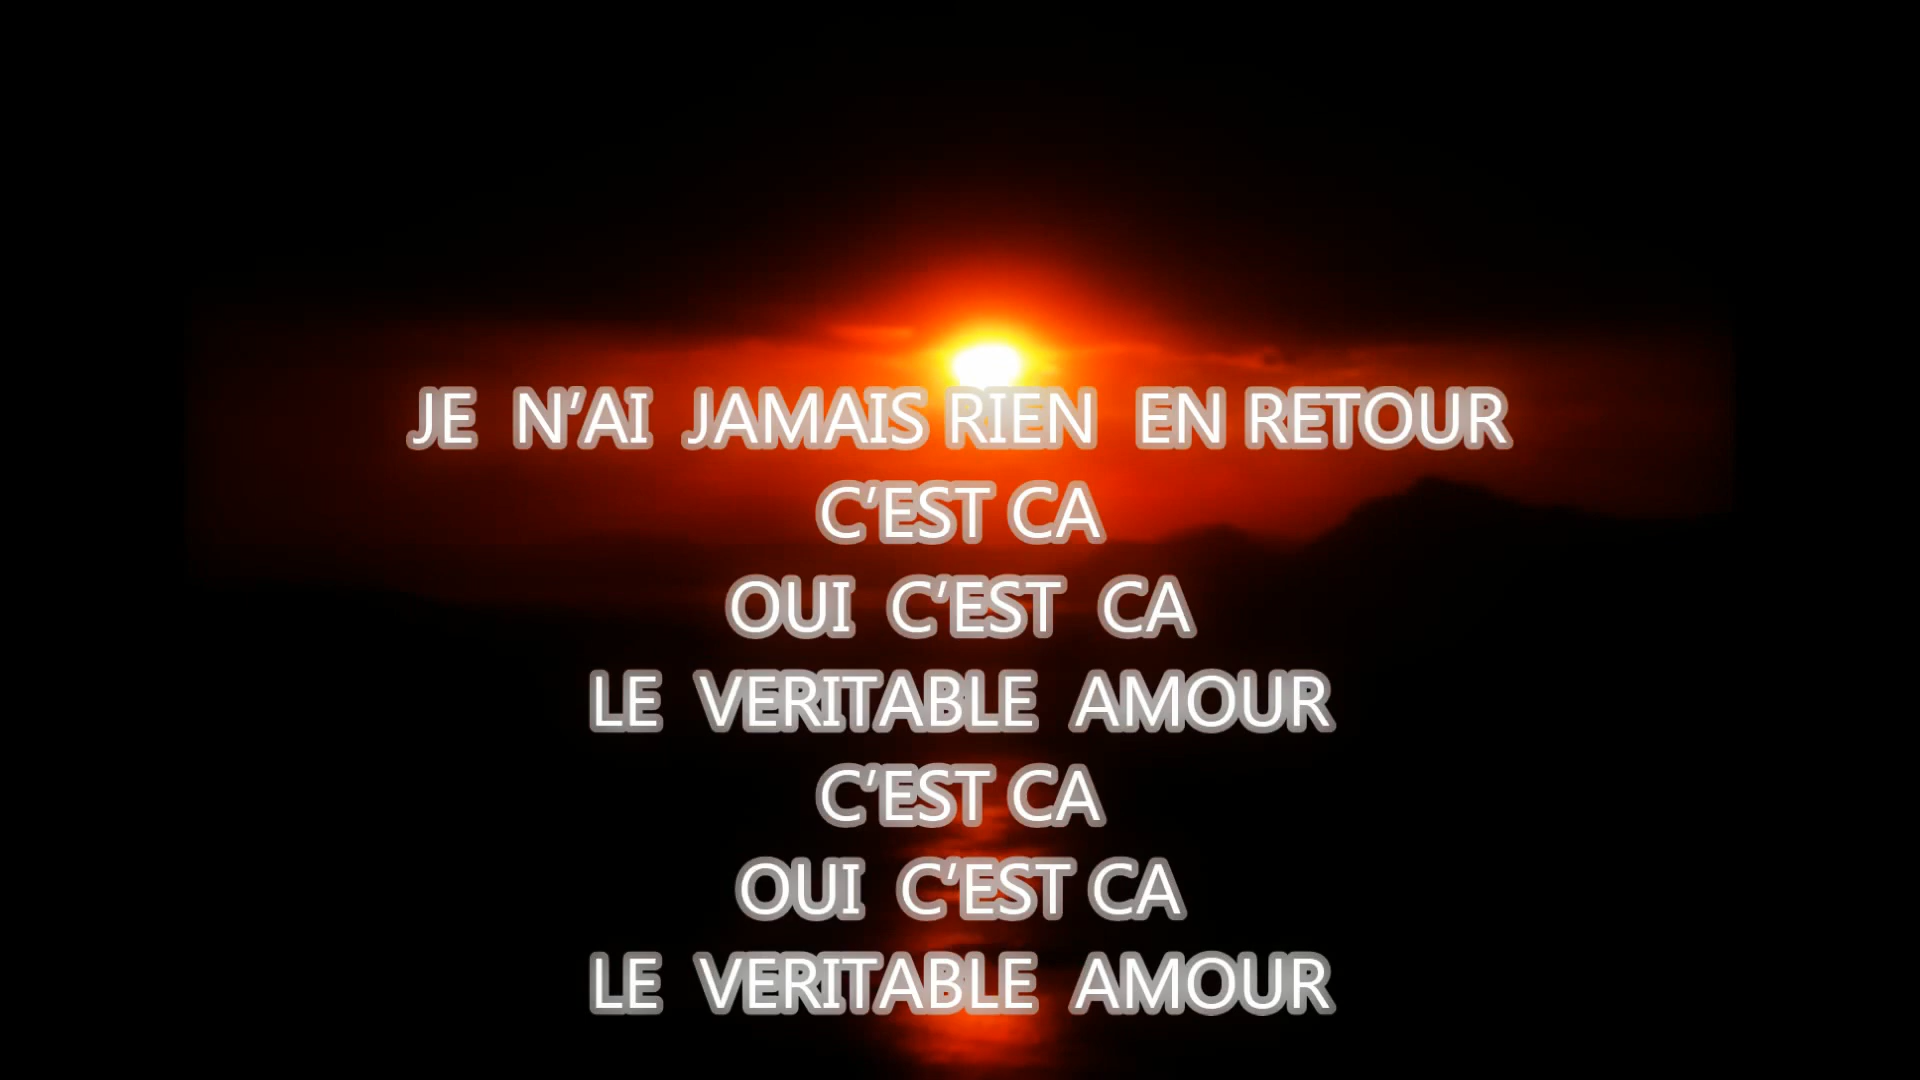 JE N'AI JAMAIS RIEN EN RETOUR
C'EST CA
OUI C'EST CA
LE VERITABLE AMOUR
C'EST CA
OUI C'EST CA
LE VERITABLE AMOUR